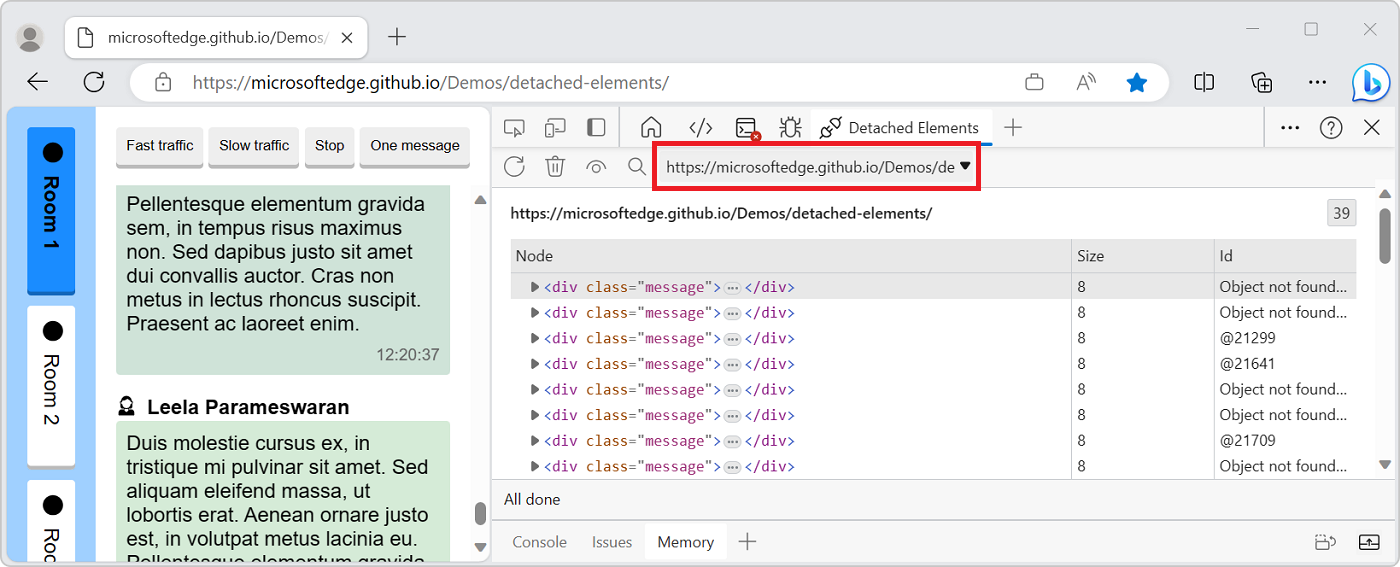 microsoftedge.github.io/Demos/
https://microsoftedge.github.io/Demos/detached-elements/
Room 1
Room 2
Roo
Fast traffic
Slow traffic
Stop
One message
Pellentesque elementum gravida
sem, in tempus risus maximus
non. Sed dapibus justo sit amet
dui convallis auctor. Cras non
metus in lectus rhoncus suscipit.
Praesent ac laoreet enim.
12:20:37
Leela Parameswaran
Duis molestie cursus ex, in
tristique mi pulvinar sit amet. Sed
aliquam eleifend massa, ut
lobortis erat. Aenean ornare justo
est, in volutpat metus lacinia eu.
Pellentesque elementum gravida
Detached Elements
https://microsoftedge.github.io/Demos/de
https://microsoftedge.github.io/Demos/detached-elements/
39
Node Size Id
<div class="message">…</div> 8 Object not found...
<div class="message">…</div> 8 Object not found...
<div class="message">…</div> 8 @21299
<div class="message">…</div> 8 @21641
<div class="message">…</div> 8 Object not found...
<div class="message">…</div> 8 Object not found...
<div class="message">…</div> 8 @21709
<div class="message">…</div> 8 Object not found...
All done
Console
Issues
Memory